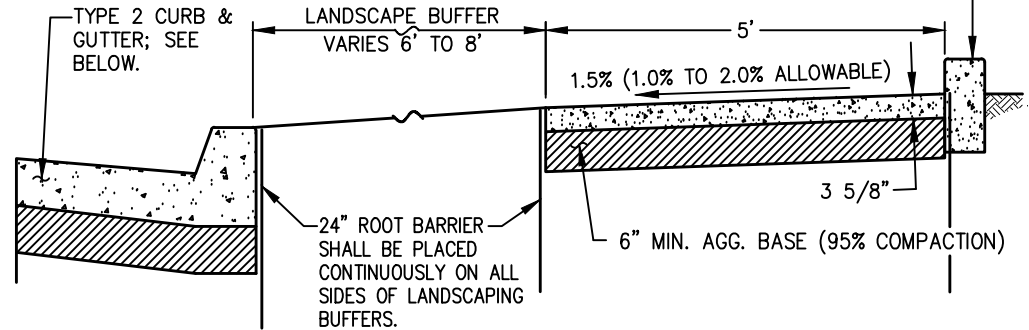 TYPE 2 CURB &
GUTTER; SEE
BELOW.
LANDSCAPE BUFFER
VARIES 6' TO 8'
5'
1.5% (1.0% TO 2.0% ALLOWABLE)
3 5/8"
24" ROOT BARRIER
SHALL BE PLACED
CONTINUOUSLY ON ALL
SIDES OF LANDSCAPING
BUFFERS.
6" MIN. AGG. BASE (95% COMPACTION)